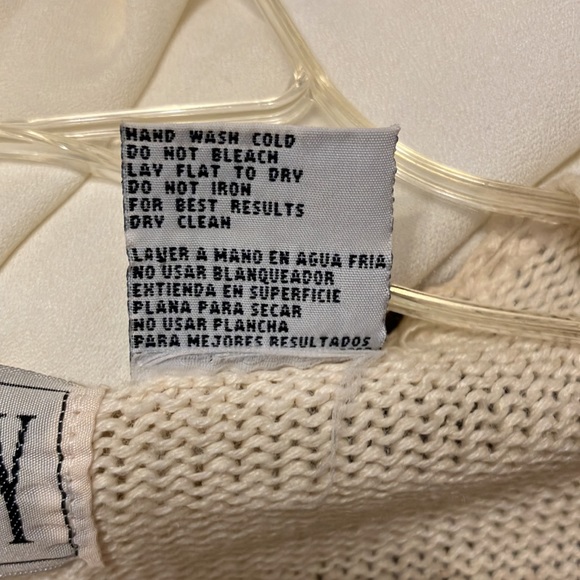 HAND WASH COLD
DO NOT BLEACH
LAY FLAT TO DRY
DO NOT IRON
FOR BEST RESULTS
DRY CLEAN
LAVER A MANO EN AGUA FRIA
NO USAR BLANQUEADOR
EXTIENDA EN SUPERFICIE
PLANA PARA SECAR
NO USAR PLANCHA
PARA MEJORES RESULTADOS